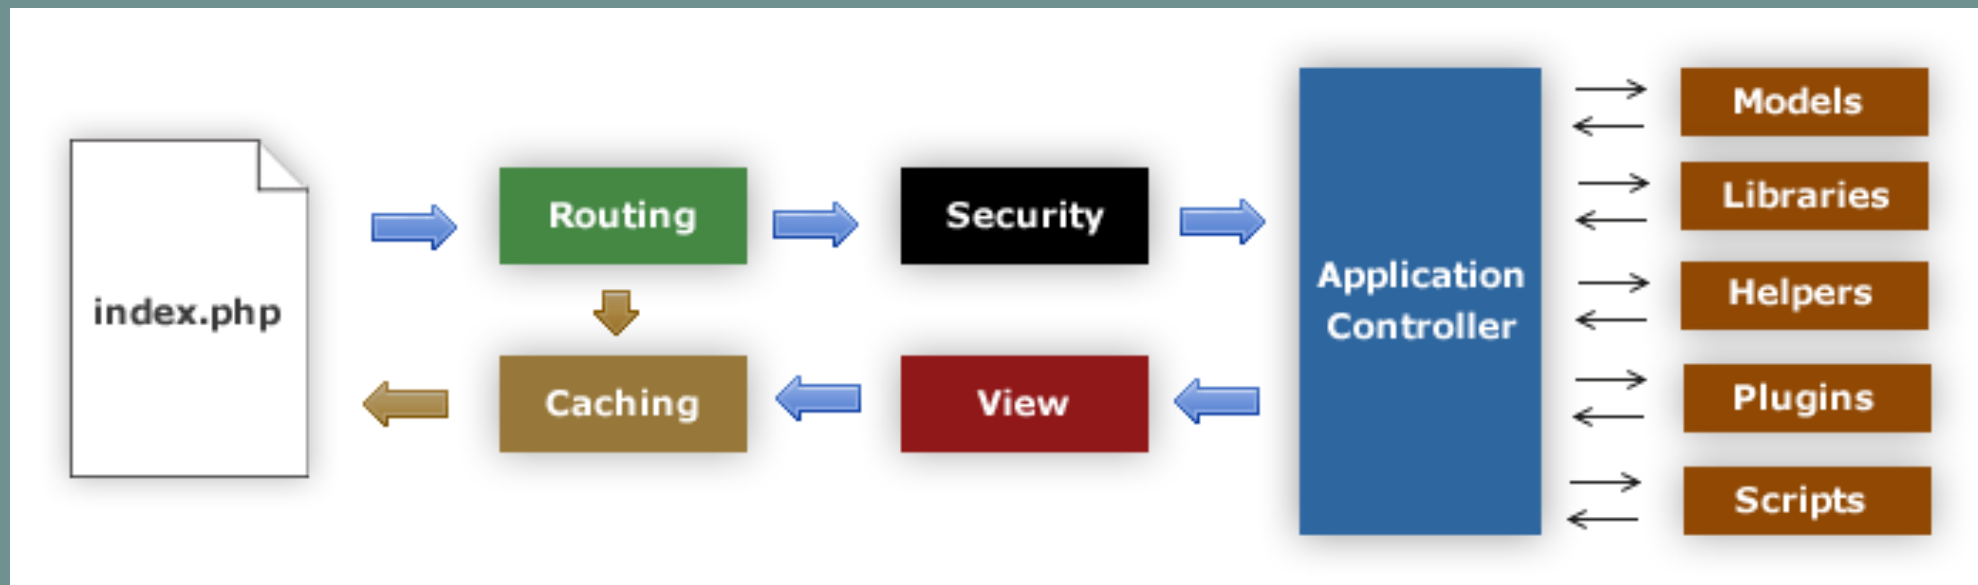 index.php
Routing
Security
Caching
View
Application
Controller
Models
Libraries
Helpers
Plugins
Scripts